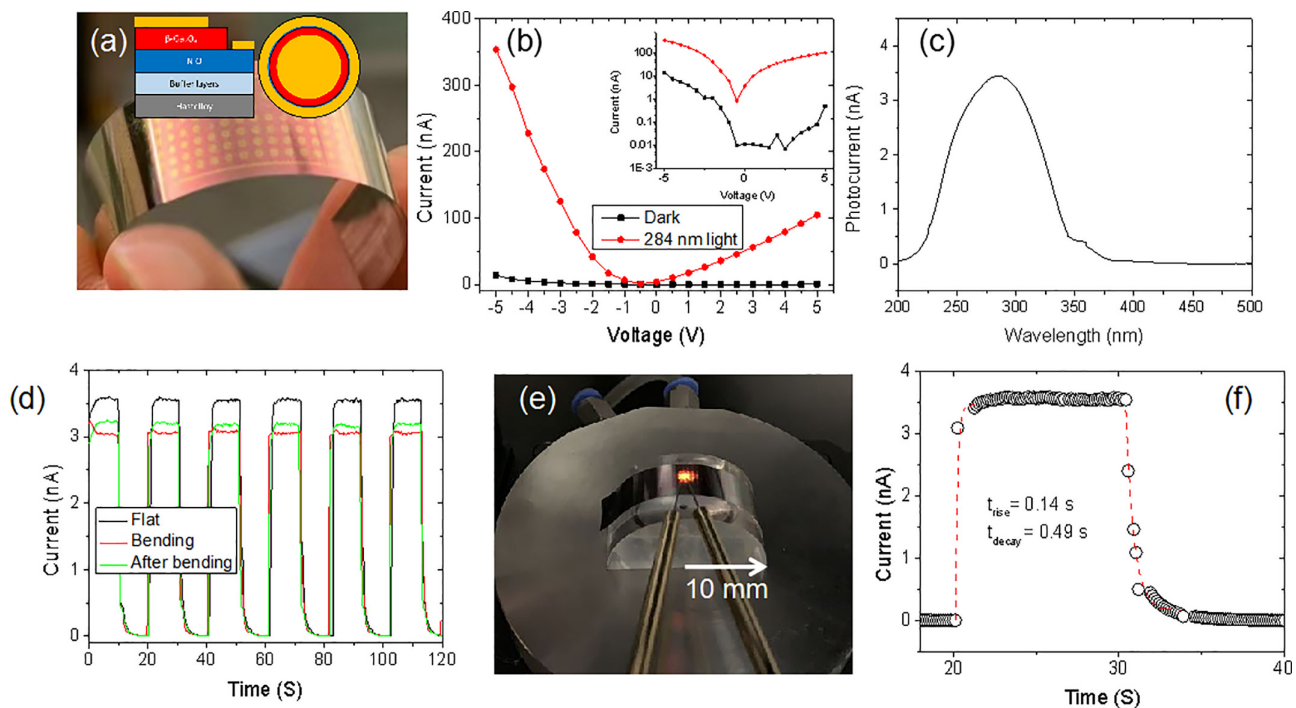 (a)
β-Ga₂O₃
Buffer layers
Hastelloy
(b)
Current (nA)
400
350
300
250
200
150
100
50
0
-5 -4 -3 -2 -1 0 1 2 3 4 5
Voltage (V)
Dark
284 nm light
Current (nA)
100
10
1
0.1
0.01
1E-3
-5 0 5
Voltage (V)
(c)
Photocurrent (nA)
4
3
2
1
0
200 250 300 350 400 450 500
Wavelength (nm)
(d)
Current (nA)
4
3
2
1
0
0 20 40 60 80 100 120
Time (S)
Flat
Bending
After bending
(e)
10 mm
(f)
Current (nA)
4
3
2
1
0
20 30 40
Time (S)
t_rise = 0.14 s
t_decay = 0.49 s